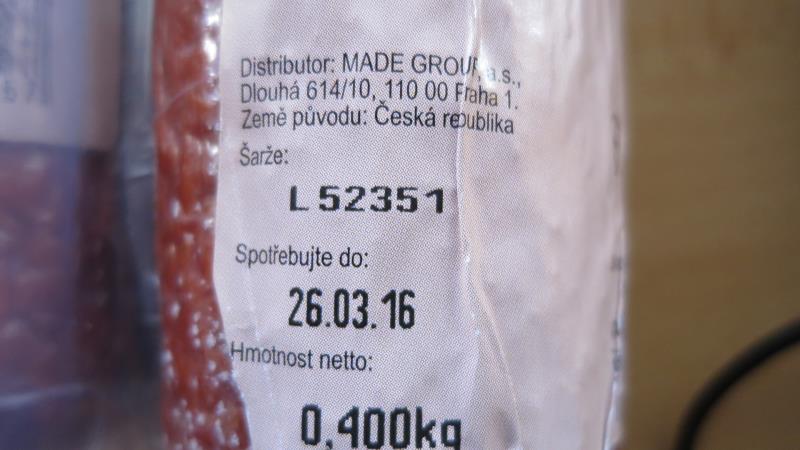 Distributor: MADE GROUP a.s.,
Dlouhá 614/10, 110 00 Praha 1.
Země původu: Česká republika
Šarže:
L 52351
Spotřebujte do:
26.03.16
Hmotnost netto:
0,400kg